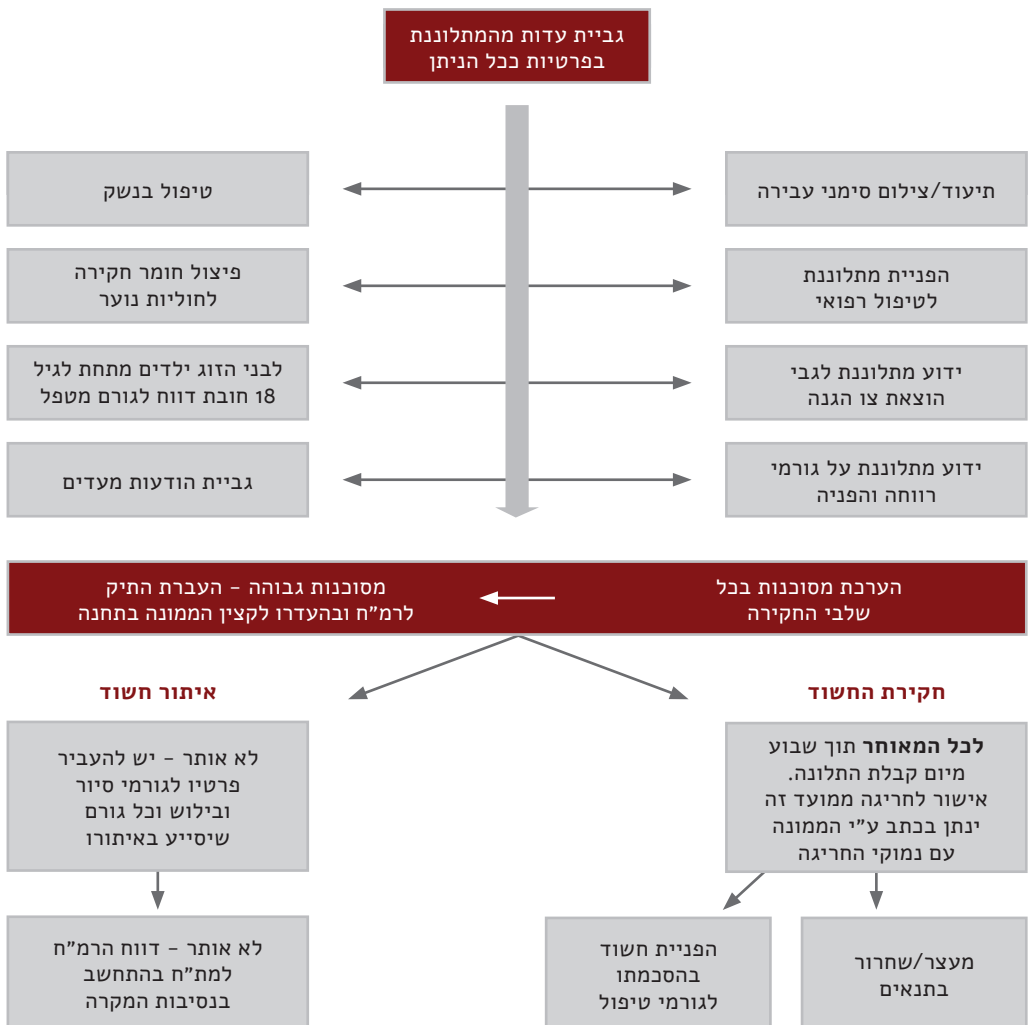 גביית עדות מהמתלוננת
בפרטיות ככל הניתן
תיעוד/צילום סימני עבירה
טיפול בנשק
הפניית מתלוננת
לטיפול רפואי
פיצול חומר חקירה
לחוליות נוער
ידוע מתלוננת לגבי
הוצאת צו הגנה
לבני הזוג ילדים מתחת לגיל
18 חובת דווח לגורם מטפל
ידוע מתלוננת על גורמי
רווחה והפניה
גביית הודעות מעדים
הערכת מסוכנות בכל
שלבי החקירה
מסוכנות גבוהה – העברת התיק
לרמ״ח ובהעדרו לקצין הממונה בתחנה
חקירת החשוד
לכל המאוחר תוך שבוע
מיום קבלת התלונה.
אישור לחריגה ממועד זה
ינתן בכתב ע״י הממונה
עם נמוקי החריגה
מעצר/שחרור
בתנאים
הפניית חשוד
בהסכמתו
לגורמי טיפול
איתור חשוד
לא אותר – יש להעביר
פרטיו לגורמי סיור
ובילוש וכל גורם
שיסייע באיתורו
לא אותר – דווח הרמ״ח
למת״ח בהתחשב
בנסיבות המקרה